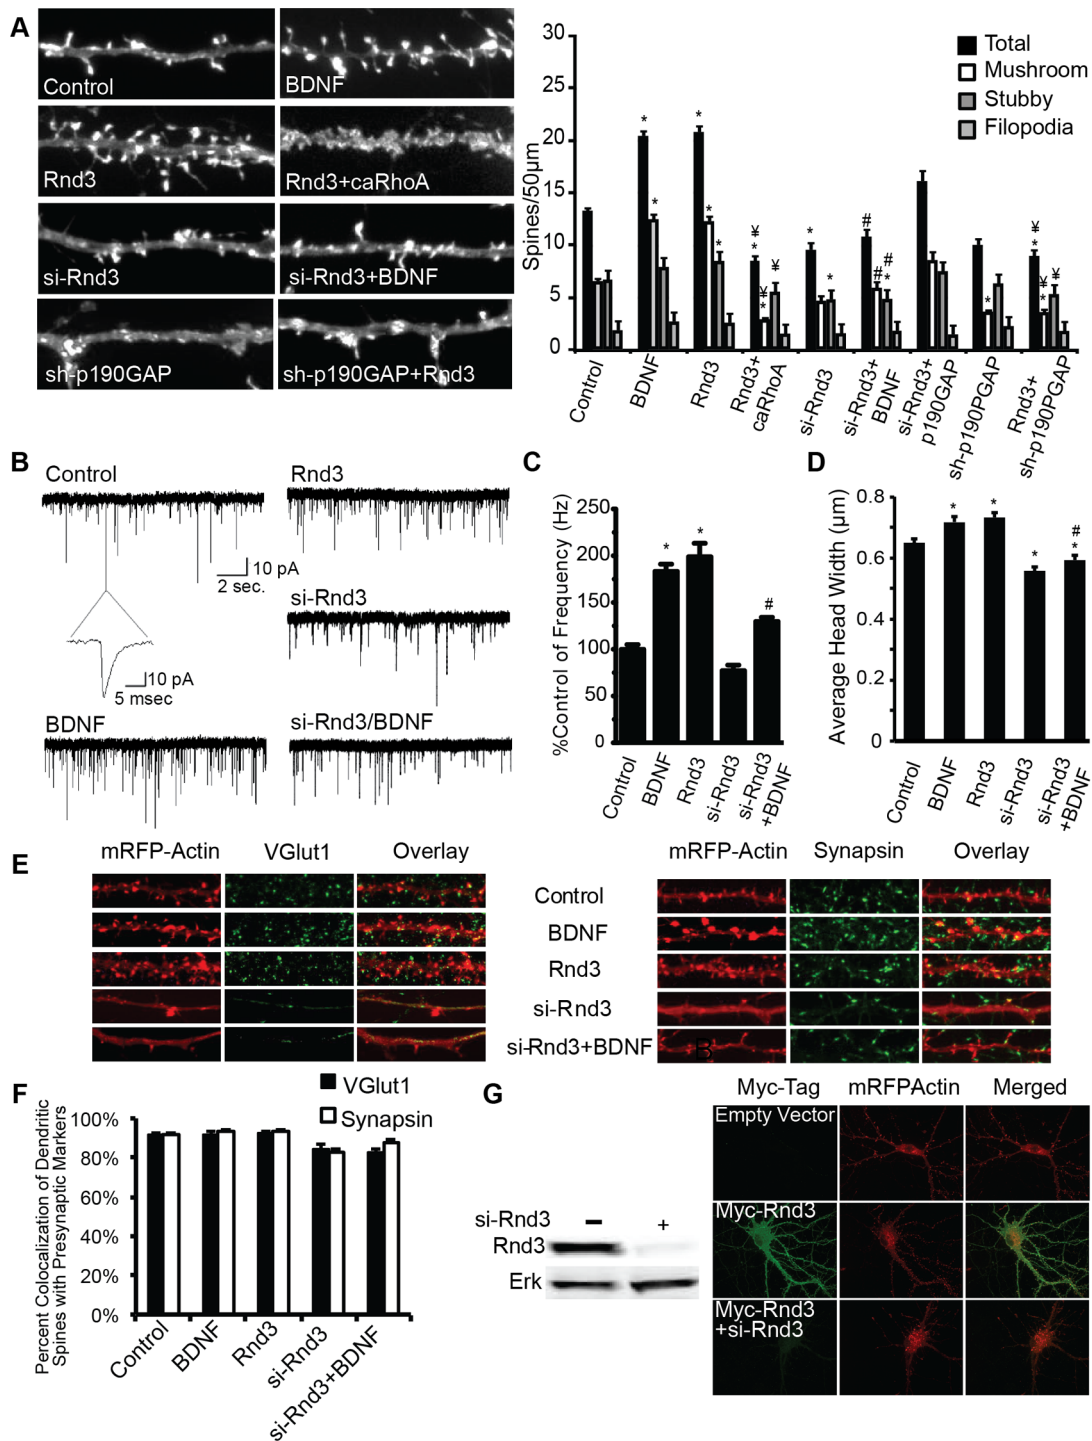 A
Control
BDNF
Rnd3
Rnd3+caRhoA
si-Rnd3
si-Rnd3+BDNF
sh-p190GAP
sh-p190GAP+Rnd3
Spines/50µm
35
30
25
20
15
10
5
0
Total
Mushroom
Stubby
Filopodia
* * * * * * ¥ * ¥ * ¥ * * # # # * * ¥ * ¥ * ¥
Control
BDNF
Rnd3
Rnd3+
caRhoA
si-Rnd3
si-Rnd3+
BDNF
si-Rnd3+
p190GAP
sh-p190PGAP
Rnd3+
sh-p190PGAP
B
Control
10 pA
2 sec.
10 pA
5 msec
BDNF
Rnd3
si-Rnd3
si-Rnd3/BDNF
C
%Control of Frequency (Hz)
250
200
150
100
50
0
* * #
Control
BDNF
Rnd3
si-Rnd3
si-Rnd3
+BDNF
D
Average Head Width (µm)
0.8
0.6
0.4
0.2
0
* * * # *
Control
BDNF
Rnd3
si-Rnd3
si-Rnd3
+BDNF
E
mRFP-Actin VGlut1 Overlay
mRFP-Actin Synapsin Overlay
Control
BDNF
Rnd3
si-Rnd3
si-Rnd3+BDNF
B
F
VGlut1
Synapsin
Percent Colocalization of Dendritic
Spines with Presynaptic Markers
100%
80%
60%
40%
20%
0%
Control
BDNF
Rnd3
si-Rnd3
si-Rnd3+BDNF
G
si-Rnd3 – +
Rnd3
Erk
Myc-Tag mRFPActin Merged
Empty Vector
Myc-Rnd3
Myc-Rnd3
+si-Rnd3